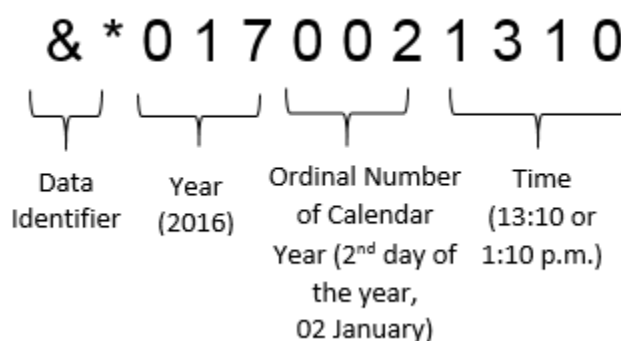 & * 0 1 7 0 0 2 1 3 1 0
Data
Identifier
Year
(2016)
Ordinal Number
of Calendar
Year (2nd day of
the year,
02 January)
Time
(13:10 or
1:10 p.m.)